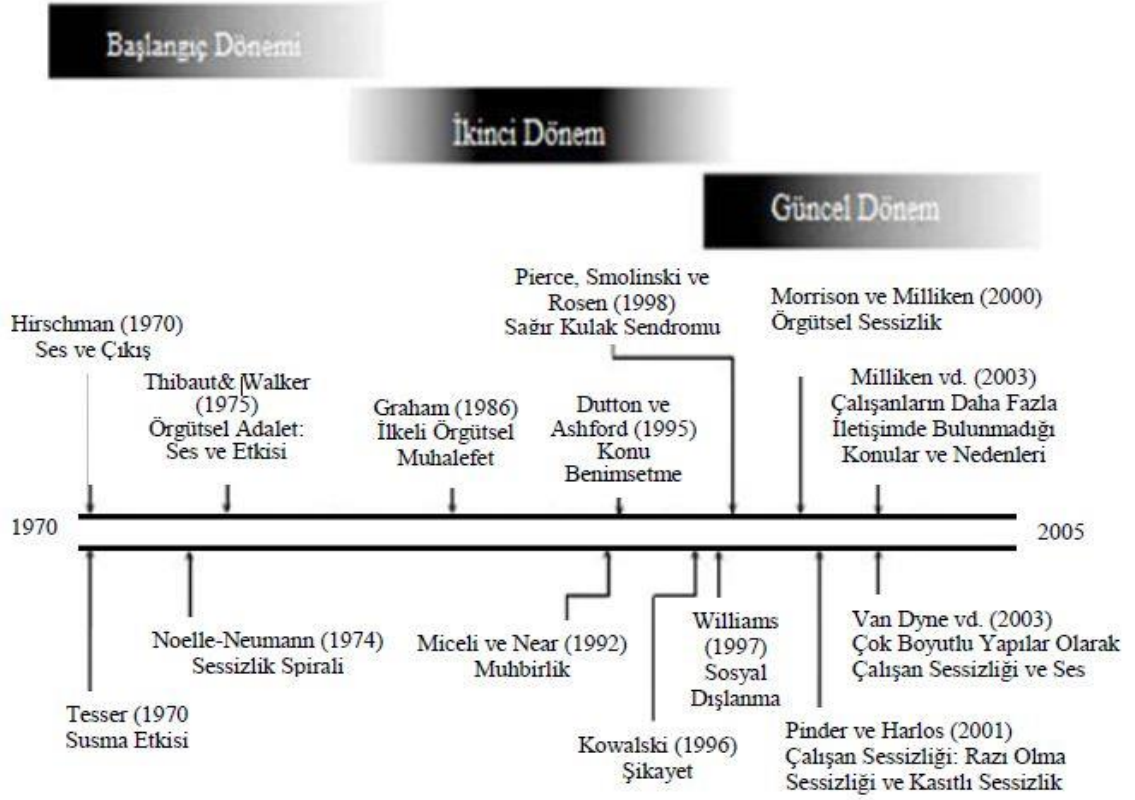 Başlangıç Dönemi
İkinci Dönem
Güncel Dönem
Pierce, Smolinski ve
Rosen (1998)
Sağır Kulak Sendromu
Morrison ve Milliken (2000)
Örgütsel Sessizlik
Hirschman (1970)
Ses ve Çıkış
Thibaut& Walker
(1975)
Örgütsel Adalet:
Ses ve Etkisi
Graham (1986)
İlkeli Örgütsel
Muhalefet
Dutton ve
Ashford (1995)
Konu
Benimsetme
Milliken vd. (2003)
Çalışanların Daha Fazla
İletişimde Bulunmadığı
Konular ve Nedenleri
1970
2005
Noelle-Neumann (1974)
Sessizlik Spirali
Miceli ve Near (1992)
Muhbirlik
Williams
(1997)
Sosyal
Dışlanma
Van Dyne vd. (2003)
Çok Boyutlu Yapılar Olarak
Çalışan Sessizliği ve Ses
Tesser (1970
Susma Etkisi
Kowalski (1996)
Şikayet
Pinder ve Harlos (2001)
Çalışan Sessizliği: Razı Olma
Sessizliği ve Kasıtlı Sessizlik